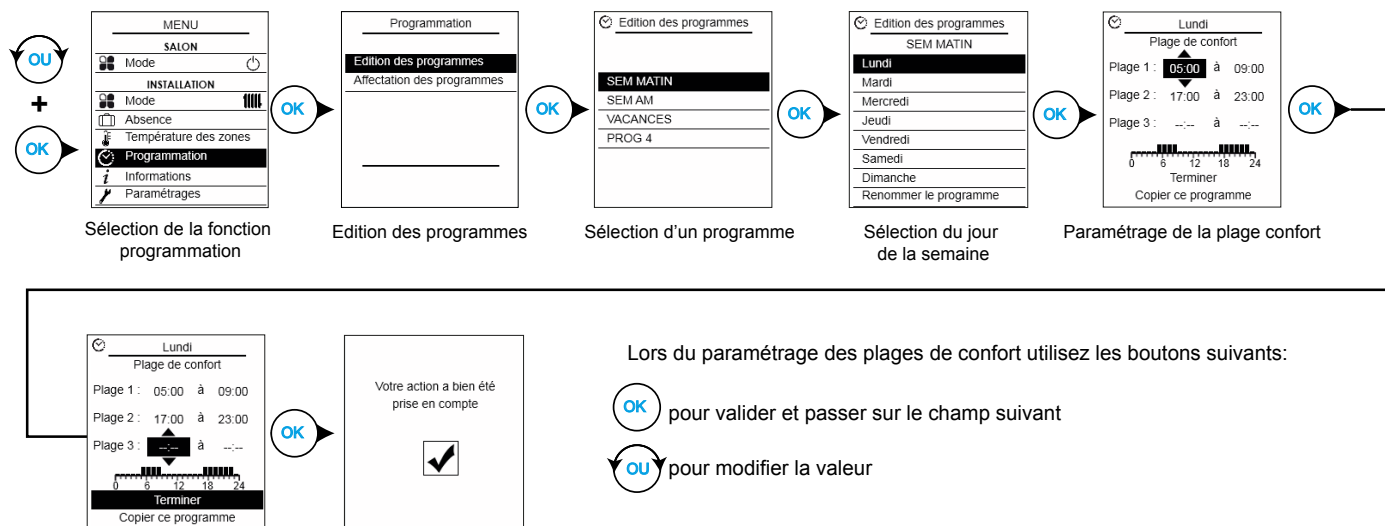 OU
+
OK
MENU
SALON
Mode
INSTALLATION
Mode
Absence
Température des zones
Programmation
i Informations
Paramétrages
Sélection de la fonction
programmation
OK
Programmation
Edition des programmes
Affectation des programmes
Edition des programmes
OK
Edition des programmes
SEM MATIN
SEM AM
VACANCES
PROG 4
Sélection d'un programme
OK
Edition des programmes
SEM MATIN
Lundi
Mardi
Mercredi
Jeudi
Vendredi
Samedi
Dimanche
Renommer le programme
Sélection du jour
de la semaine
OK
Lundi
Plage de confort
Plage 1 : 05:00 à 09:00
Plage 2 : 17:00 à 23:00
Plage 3 : --:-- à --:--
0 6 12 18 24
Terminer
Copier ce programme
Paramétrage de la plage confort
OK
Lundi
Plage de confort
Plage 1 : 05:00 à 09:00
Plage 2 : 17:00 à 23:00
Plage 3 : --:-- à --:--
0 6 12 18 24
Terminer
Copier ce programme
OK
Votre action a bien été
prise en compte
Lors du paramétrage des plages de confort utilisez les boutons suivants:
OK pour valider et passer sur le champ suivant
OU pour modifier la valeur